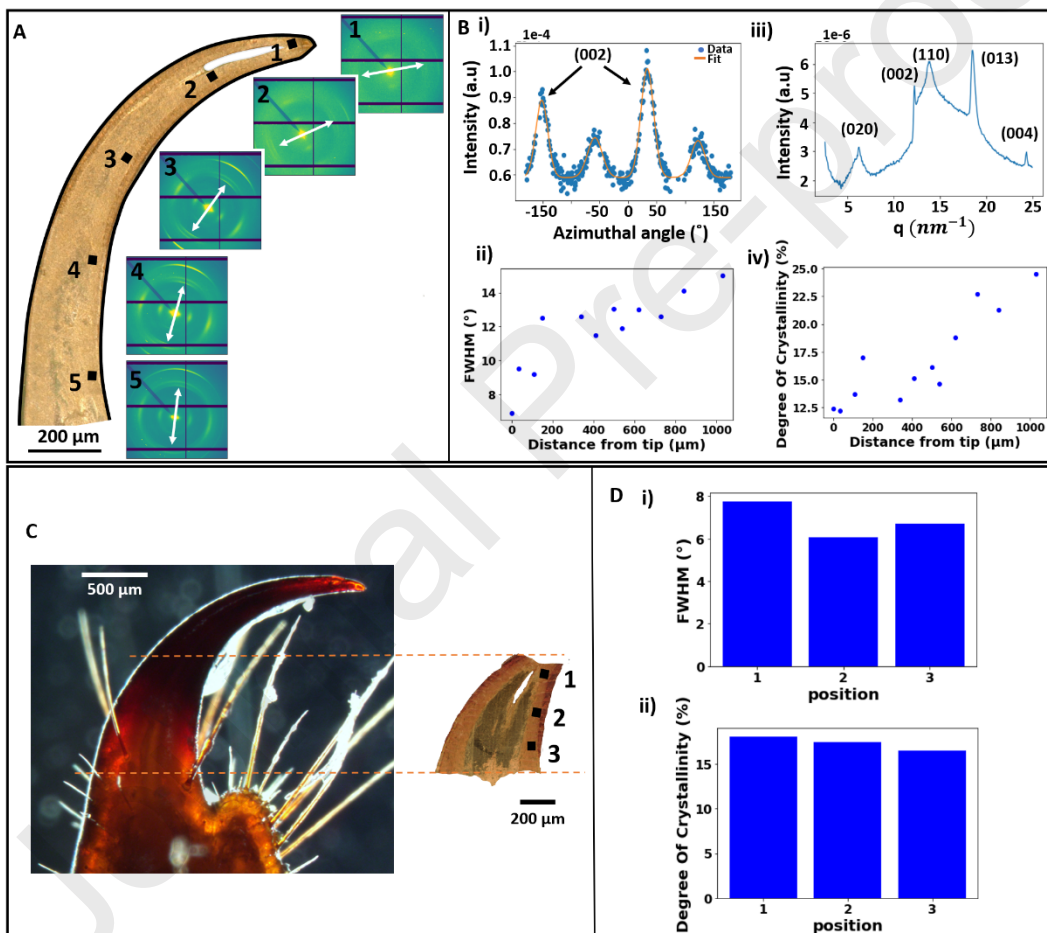 A
1
2
3
4
5
200 µm
1
2
3
4
5
B i)
1e-4
1.1
1.0
0.9
0.8
0.7
0.6
Intensity (a.u)
(002)
Data
Fit
-150 -50 0 50 150
Azimuthal angle (˚)
iii)
1e-6
6
5
4
3
2
Intensity (a.u)
(020)
(002)
(110)
(013)
(004)
5 10 15 20 25
q (nm⁻¹)
ii)
14
12
10
8
FWHM (°)
0 200 400 600 800 1000
Distance from tip (µm)
iv)
25.0
22.5
20.0
17.5
15.0
12.5
Degree Of Crystallinity (%)
0 200 400 600 800 1000
Distance from tip (µm)
C
500 µm
1
2
3
200 µm
D i)
8
6
4
2
0
FWHM (°)
1 2 3
position
ii)
15
10
5
0
Degree Of Crystallinity (%)
1 2 3
position
Journal Pre-proo